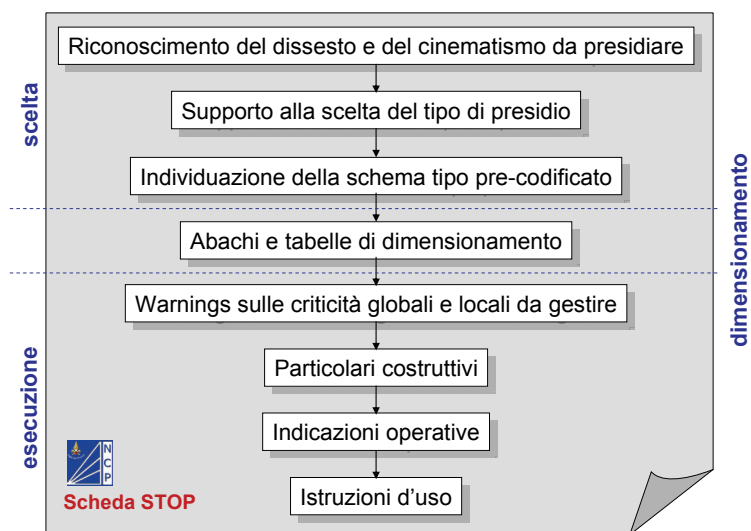 Riconoscimento del dissesto e del cinematismo da presidiare
scelta
Supporto alla scelta del tipo di presidio
Individuazione della schema tipo pre-codificato
dimensionamento
Abachi e tabelle di dimensionamento
Warnings sulle criticità globali e locali da gestire
esecuzione
Particolari costruttivi
Indicazioni operative
NCP
Scheda STOP
Istruzioni d'uso